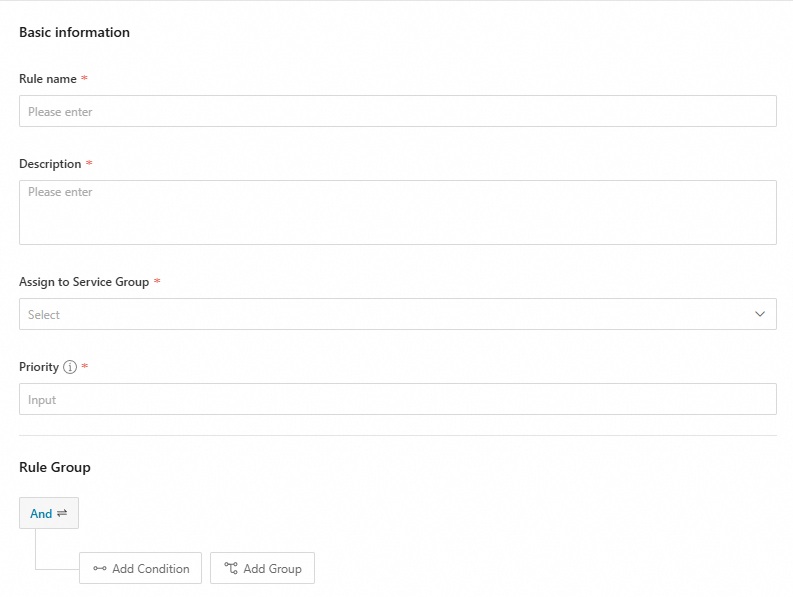 Basic information
Rule name *
Please enter
Description *
Please enter
Assign to Service Group *
Select
Priority *
Input
Rule Group
And
Add Condition
Add Group